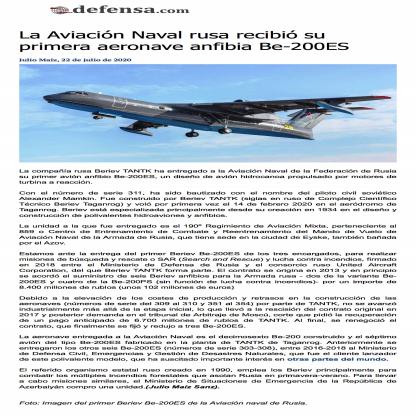 defensa.com
La Aviación Naval rusa recibió su
primera aeronave anfibia Be-200ES
Julio Maíz, 22 de julio de 2020
La compañía rusa Beriev TANTK ha entregado a la Aviación Naval de la Federación de Rusia
su primer avión anfibio Be-200ES, un diseño de avión hidrocanoa propulsado por motores de
turbina a reacción.
Con el número de serie 311, ha sido bautizado con el nombre del piloto civil soviético
Alexander Mamkin. Fue construido por Beriev TANTK (siglas en ruso de Complejo Científico
Técnico Beriev Taganrog) y voló por primera vez el 14 de febrero 2020 en el aeródromo de
Taganrog. Beriev está especializada principalmente desde su creación en 1934 en el diseño y
construcción de polivalentes hidroaviones y anfibios.
La unidad a la que fue entregado es el 190º Regimiento de Aviación Mixta, perteneciente al
859 o Centro de Entrenamiento de Combate y Reentrenamiento del Personal de Vuelo de
Aviación Naval de la Armada de Rusia, que tiene sede en la ciudad de Eyske, también bañada
por el Azov.
Estamos ante la entrega del primer Beriev Be-200ES de los tres encargados, para realizar
misiones de búsqueda y rescate o SAR (Search and Rescue) y lucha contra incendios, firmado
en 2018 entre el Ministerio de Defensa de Rusia y el consorcio ruso United Aircraft
Corporation, del que Beriev TANTK forma parte. El contrato se origina en 2013 y en principio
se acordó el suministro de seis Beriev anfibios para la Armada rusa - dos de la variante Be-
200ES y cuatro de la Be-200PS (sin función de lucha contra incendios)- por un importe de
8.400 millones de rublos (unos 102 millones de euros)
Debido a la elevación de los costes de producción y retrasos en la construcción de las
aeronaves (números de serie del 308 al 310 y 381 al 384) por parte de TANTK, no se avanzó
industrialmente más allá de la etapa inicial, lo que llevó a la rescisión del contrato original en
2017 y posterior demanda en el tribunal de Arbitraje de Moscú, corte que pidió la recuperación
de un pago anticipado de 1.570 millones de rublos de TANTK. Al final, se renegoció el
contrato, que finalmente se fijó y redujo a tres Be-200ES.
La aeronave entregada a la Aviación Naval es el decimosexto Be-200 construido y el séptimo
avión del tipo Be-200ES fabricado en la planta de TANTK de Taganrog. Anteriormente se
entregaron los otros seis Be-200ES (números de serie 303-308), entre 2016-2018 al Ministerio
de Defensa Civil, Emergencias y Gestión de Desastres Naturales, que fue el cliente lanzador
de este polivalente modelo, que ha suscitado importante interés en otras partes del mundo.
El referido organismo estatal ruso creado en 1990, emplea los Beriev principalmente para
combatir los múltiples incendios forestales que asolan Rusia en primavera-verano. Para llevar
a cabo misiones similares, el Ministerio de Situaciones de Emergencia de la República de
Azerbaiyán compro una unidad.(Julio Maíz Sanz).
Foto: Imagen del primer Beriev Be-200ES de la Aviación naval de Rusia.